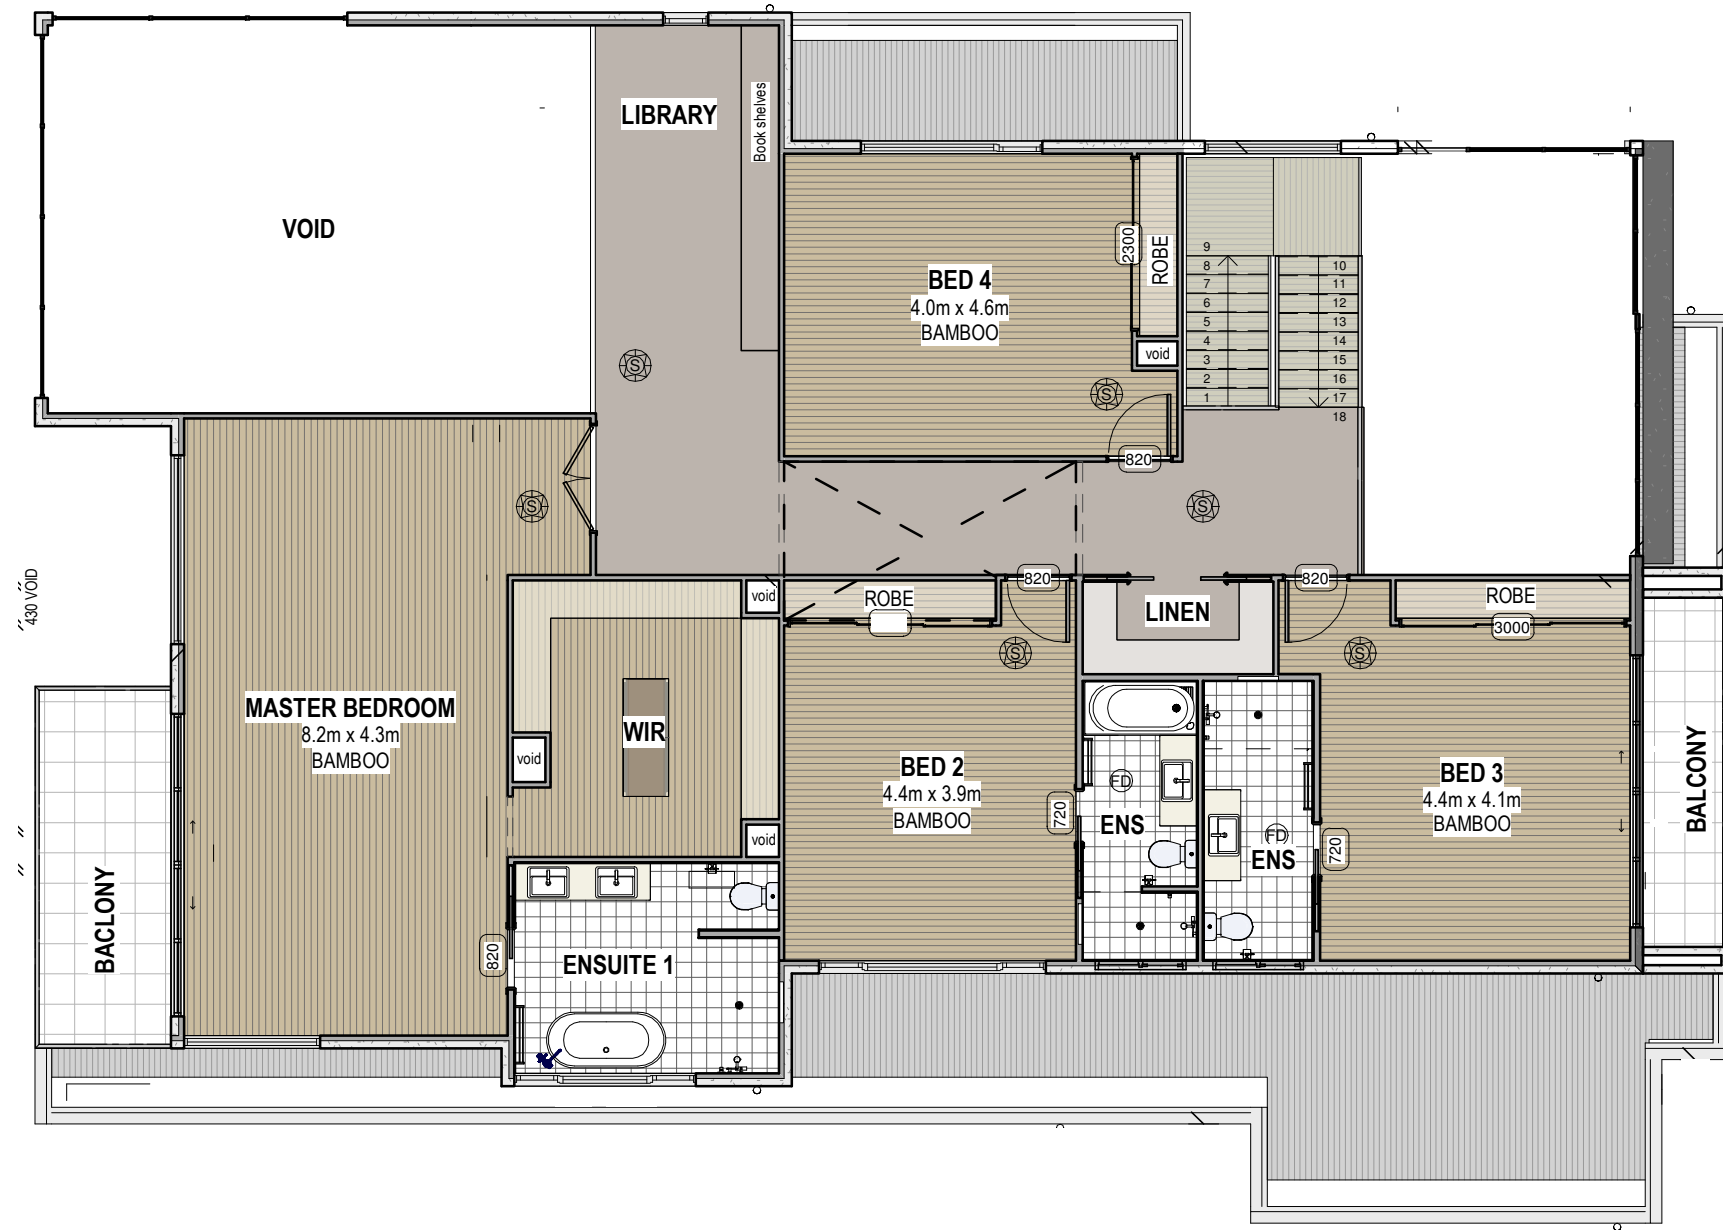 LIBRARY
Book shelves
VOID
BED 4
4.0m x 4.6m
BAMBOO
2300
ROBE
void
820
S
S
9
8
7
6
5
4
3
2
1
10
11
12
13
14
15
16
17
18
S
S
430 VOID
void
ROBE
820
LINEN
820
ROBE
3000
S
S
MASTER BEDROOM
8.2m x 4.3m
BAMBOO
WIR
void
void
BED 2
4.4m x 3.9m
BAMBOO
720
FD
ENS
FD
ENS
720
BED 3
4.4m x 4.1m
BAMBOO
BALCONY
BACLONY
820
ENSUITE 1